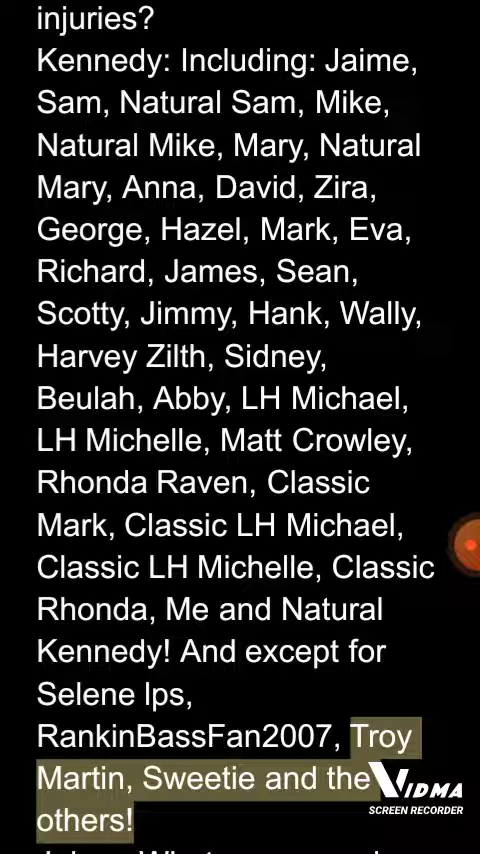 injuries?
Kennedy: Including: Jaime,
Sam, Natural Sam, Mike,
Natural Mike, Mary, Natural
Mary, Anna, David, Zira,
George, Hazel, Mark, Eva,
Richard, James, Sean,
Scotty, Jimmy, Hank, Wally,
Harvey Zilth, Sidney,
Beulah, Abby, LH Michael,
LH Michelle, Matt Crowley,
Rhonda Raven, Classic
Mark, Classic LH Michael,
Classic LH Michelle, Classic
Rhonda, Me and Natural
Kennedy! And except for
Selene lps,
RankinBassFan2007, Troy
Martin, Sweetie and the
others!
VIDMA
SCREEN RECORDER